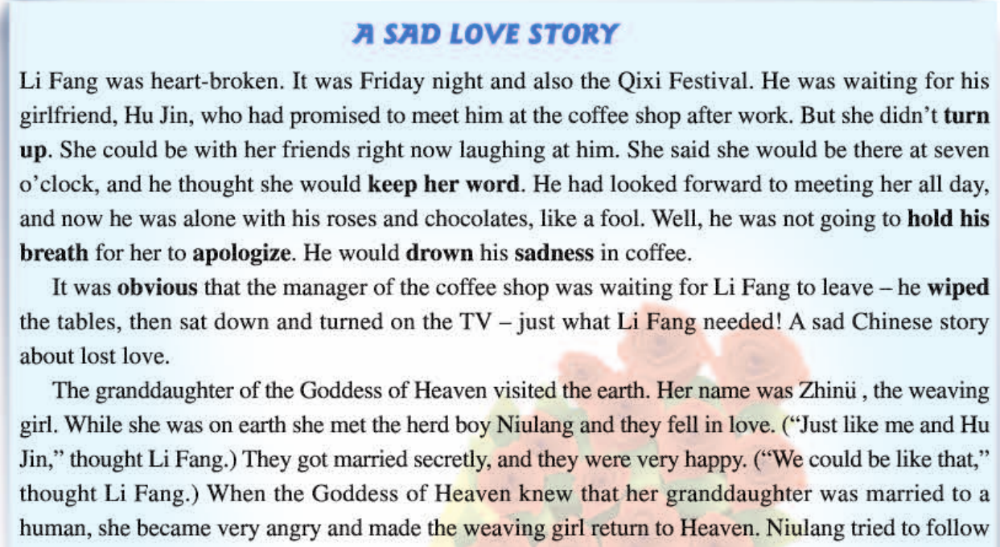 A SAD LOVE STORY
Li Fang was heart-broken. It was Friday night and also the Qixi Festival. He was waiting for his
girlfriend, Hu Jin, who had promised to meet him at the coffee shop after work. But she didn’t turn
up. She could be with her friends right now laughing at him. She said she would be there at seven
o’clock, and he thought she would keep her word. He had looked forward to meeting her all day,
and now he was alone with his roses and chocolates, like a fool. Well, he was not going to hold his
breath for her to apologize. He would drown his sadness in coffee.
It was obvious that the manager of the coffee shop was waiting for Li Fang to leave – he wiped
the tables, then sat down and turned on the TV – just what Li Fang needed! A sad Chinese story
about lost love.
The granddaughter of the Goddess of Heaven visited the earth. Her name was Zhinü , the weaving
girl. While she was on earth she met the herd boy Niulang and they fell in love. (“Just like me and Hu
Jin,” thought Li Fang.) They got married secretly, and they were very happy. (“We could be like that,”
thought Li Fang.) When the Goddess of Heaven knew that her granddaughter was married to a
human, she became very angry and made the weaving girl return to Heaven. Niulang tried to follow